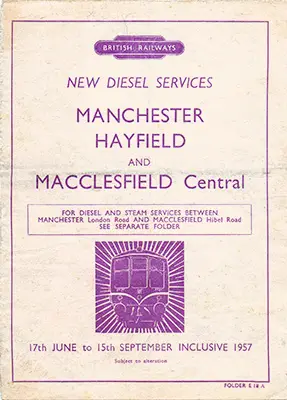 BRITISH RAILWAYS
NEW DIESEL SERVICES
MANCHESTER
HAYFIELD
AND
MACCLESFIELD Central
FOR DIESEL AND STEAM SERVICES BETWEEN
MANCHESTER London Road AND MACCLESFIELD Hibel Road
SEE SEPARATE FOLDER
17th JUNE to 15th SEPTEMBER INCLUSIVE 1957
Subject to alteration
FOLDER E 18 A